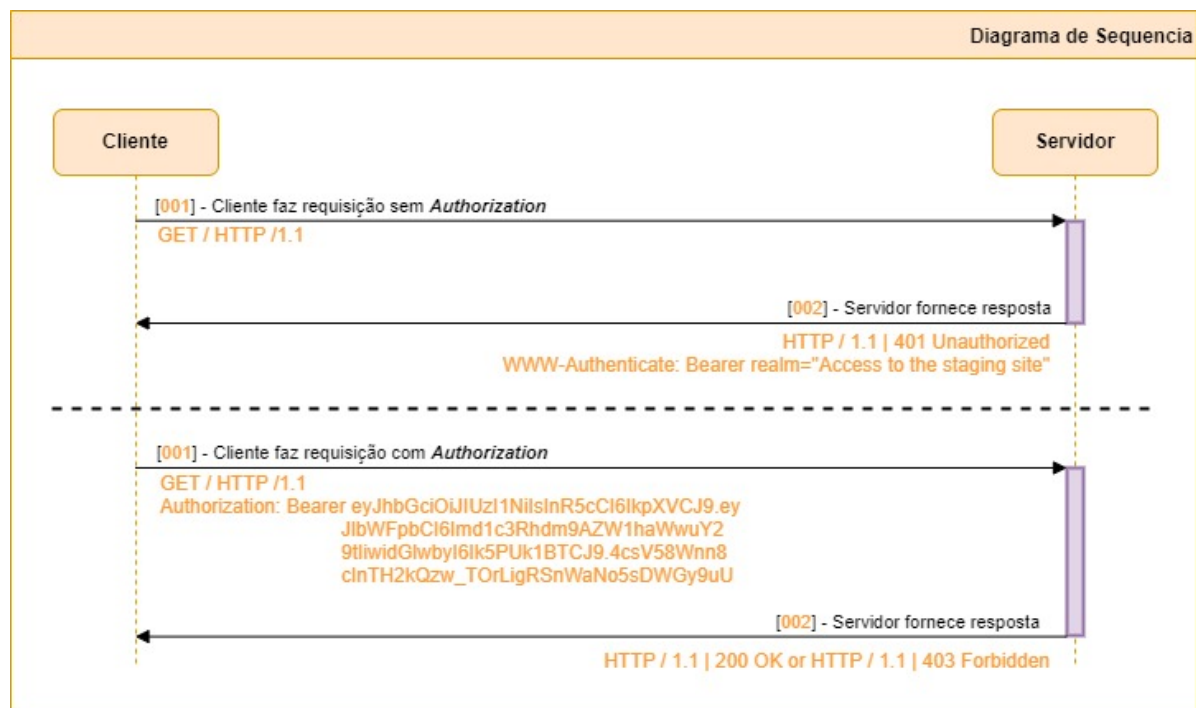 Diagrama de Sequencia
Cliente
Servidor
[001] - Cliente faz requisição sem Authorization
GET / HTTP /1.1
[002] - Servidor fornece resposta
HTTP / 1.1 | 401 Unauthorized
WWW-Authenticate: Bearer realm="Access to the staging site"
[001] - Cliente faz requisição com Authorization
GET / HTTP /1.1
Authorization: Bearer eyJhbGciOiJIUzI1NiIsInR5cCI6IkpXVCJ9.ey
JlbWFpbCI6Imd1c3Rhdm9AZW1haWwuY2
9tIiwidGlwbyI6Ik5PUk1BTCJ9.4csV58Wnn8
cInTH2kQzw_TOrLigRSnWaNo5sDWGy9uU
[002] - Servidor fornece resposta
HTTP / 1.1 | 200 OK or HTTP / 1.1 | 403 Forbidden